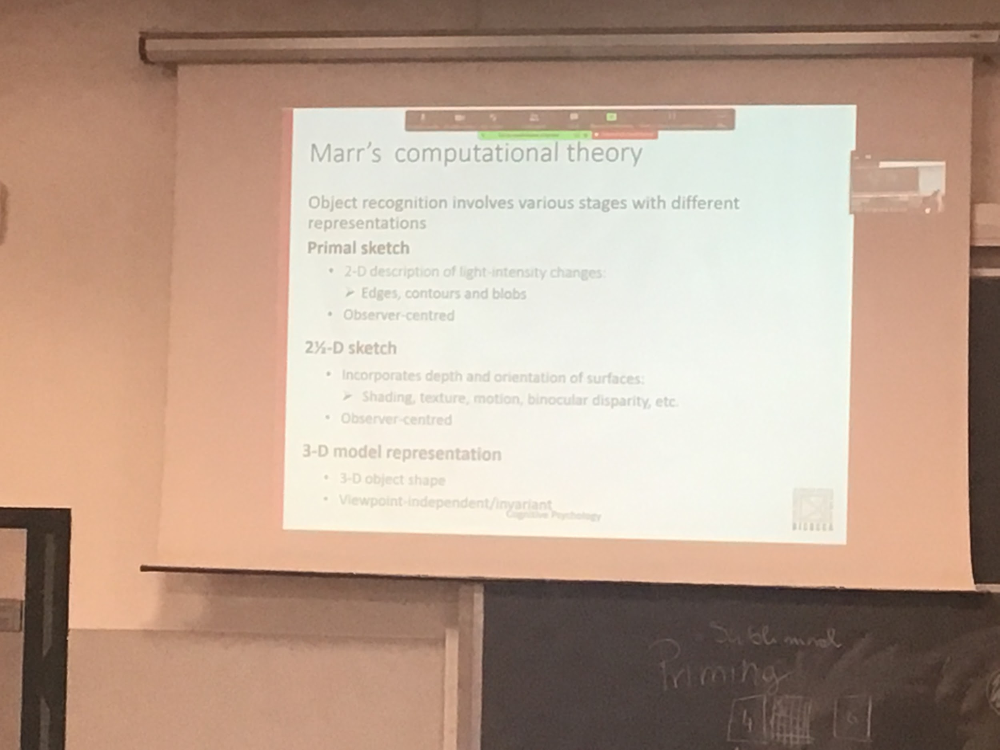 Marr's computational theory
Object recognition involves various stages with different
representations
Primal sketch
• 2-D description of light-intensity changes:
➤ Edges, contours and blobs
• Observer-centred
2½-D sketch
• Incorporates depth and orientation of surfaces:
➤ Shading, texture, motion, binocular disparity, etc.
• Observer-centred
3-D model representation
• 3-D object shape
• Viewpoint-independent/invariant
Cognitive Psychology
BICOCCA
Subliminal
Priming
4